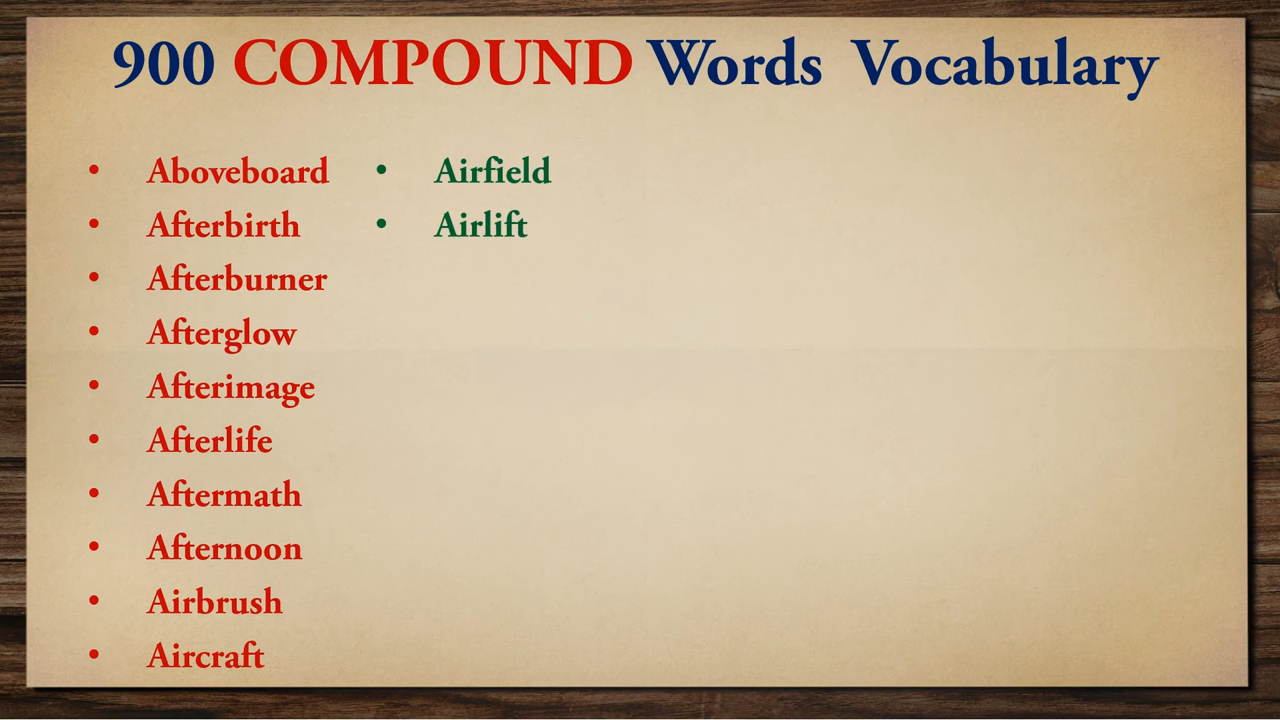 900 COMPOUND Words Vocabulary
• Aboveboard
• Afterbirth
• Afterburner
• Afterglow
• Afterimage
• Afterlife
• Aftermath
• Afternoon
• Airbrush
• Aircraft
• Airfield
• Airlift